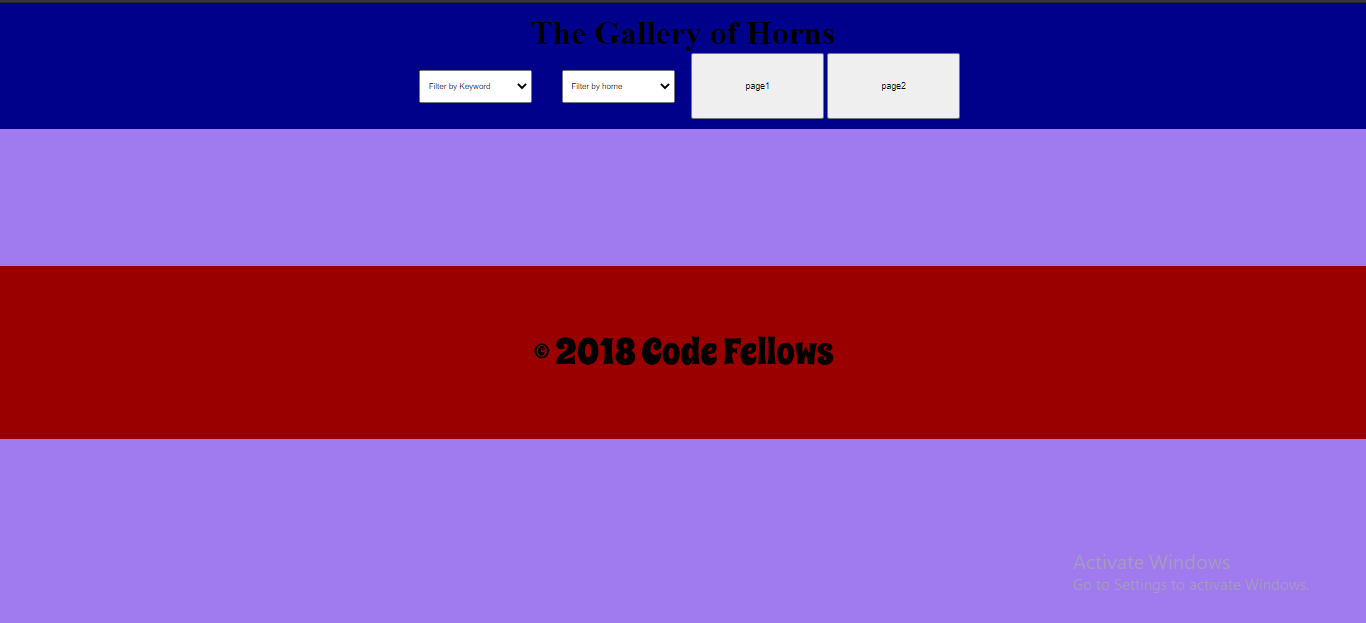 The Gallery of Horns
Filter by Keyword
Filter by home
page1
page2
© 2018 Code Fellows
Activate Windows
Go to Settings to activate Windows.